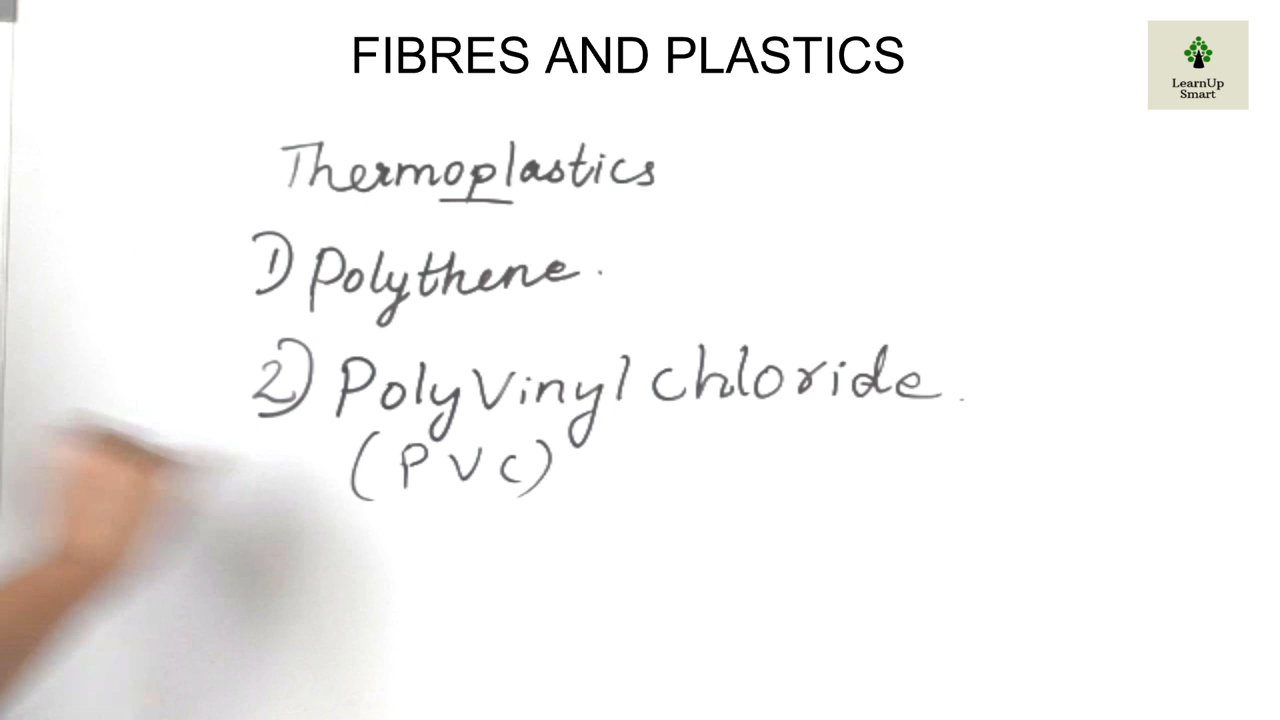 FIBRES AND PLASTICS
LearnUp
Smart
Thermoplastics
1) Polythene.
2) PolyVinyl chloride.
(PVC)